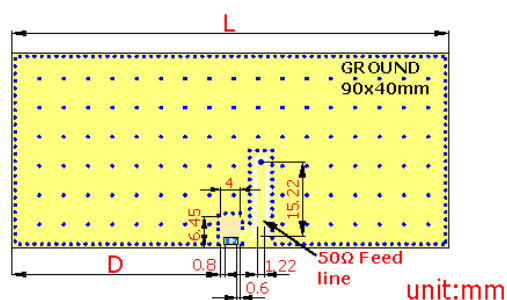 L
GROUND
90x40mm
4
6.45
15.22
D
0.8
1.22
0.6
50Ω Feed
line
unit:mm